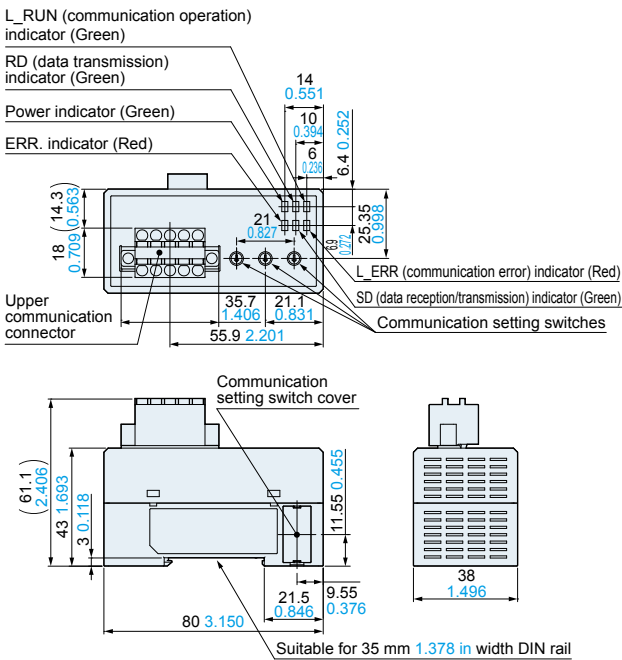 L_RUN (communication operation)
indicator (Green)
RD (data transmission)
indicator (Green)
Power indicator (Green)
ERR. indicator (Red)
14
0.551
10
0.394
6
0.236
6.4 0.252
(14.3)
0.563
18
0.709
21
0.827
6.9
0.272
25.35
0.998
L_ERR (communication error) indicator (Red)
SD (data reception/transmission) indicator (Green)
Communication setting switches
Upper
communication
connector
35.7
1.406
21.1
0.831
55.9 2.201
Communication
setting switch cover
(61.1)
2.406
43 1.693
3 0.118
11.55 0.455
9.55
0.376
21.5
0.846
80 3.150
38
1.496
Suitable for 35 mm 1.378 in width DIN rail